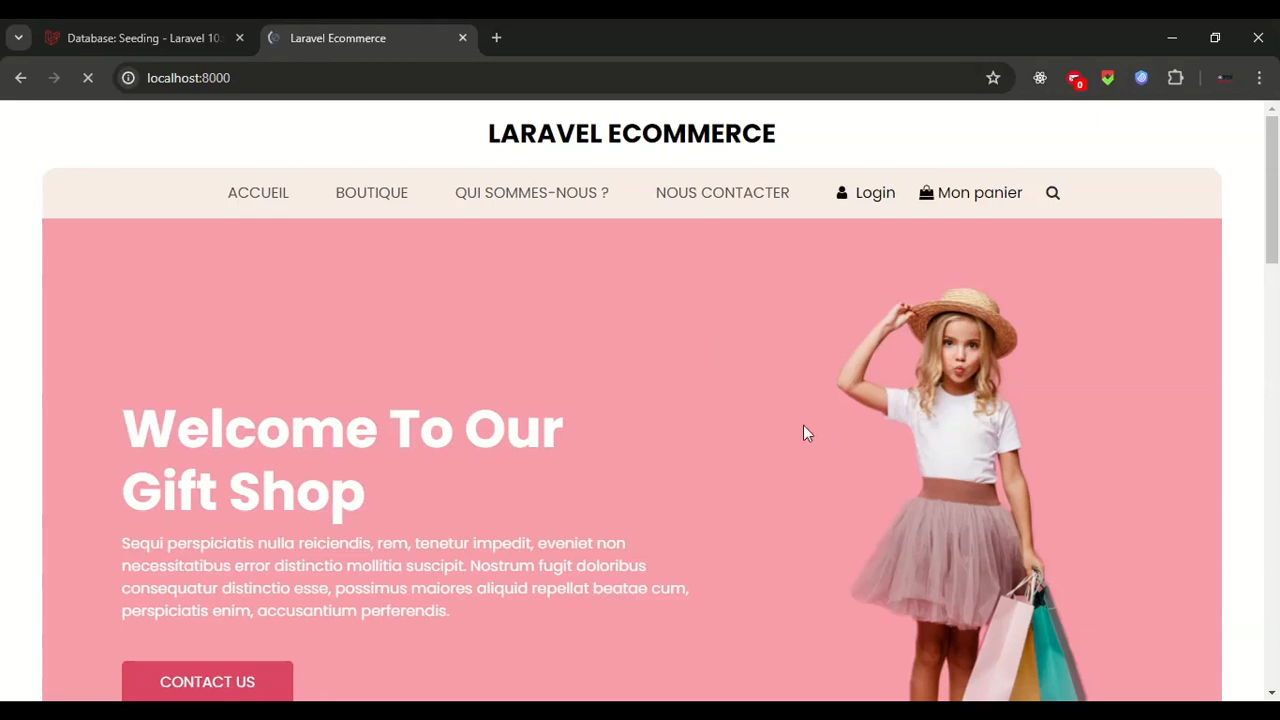 Database: Seeding - Laravel 10.
Laravel Ecommerce
localhost:8000
0
LARAVEL ECOMMERCE
ACCUEIL BOUTIQUE QUI SOMMES-NOUS ? NOUS CONTACTER Login Mon panier
Welcome To Our
Gift Shop
Sequi perspiciatis nulla reiciendis, rem, tenetur impedit, eveniet non
necessitatibus error distinctio mollitia suscipit. Nostrum fugit doloribus
consequatur distinctio esse, possimus maiores aliquid repellat beatae cum,
perspiciatis enim, accusantium perferendis.
CONTACT US